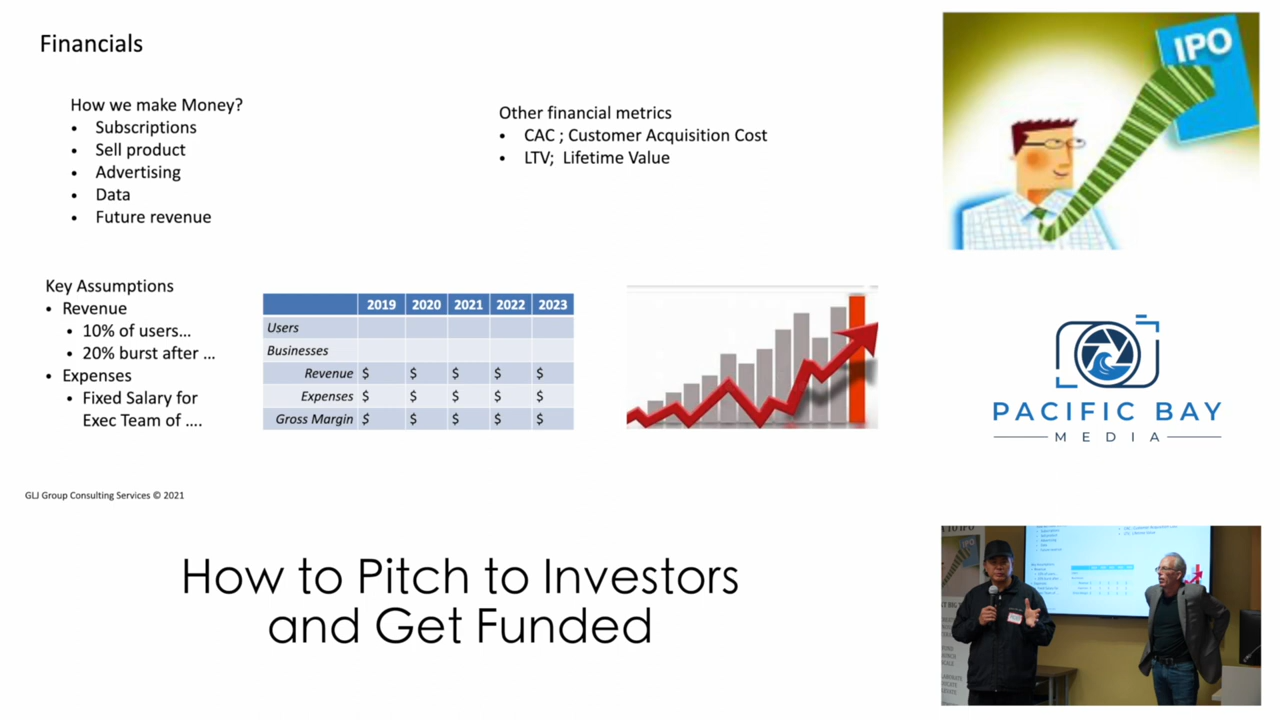 Financials
How we make Money?
• Subscriptions
• Sell product
• Advertising
• Data
• Future revenue
Other financial metrics
• CAC ; Customer Acquisition Cost
• LTV; Lifetime Value
IPO
Key Assumptions
• Revenue
• 10% of users...
• 20% burst after ...
• Expenses
• Fixed Salary for
Exec Team of ....
2019 2020 2021 2022 2023
Users
Businesses
Revenue $ $ $ $ $
Expenses $ $ $ $ $
Gross Margin $ $ $ $ $
PACIFIC BAY
MEDIA
GLJ Group Consulting Services © 2021
How to Pitch to Investors
and Get Funded
IPO